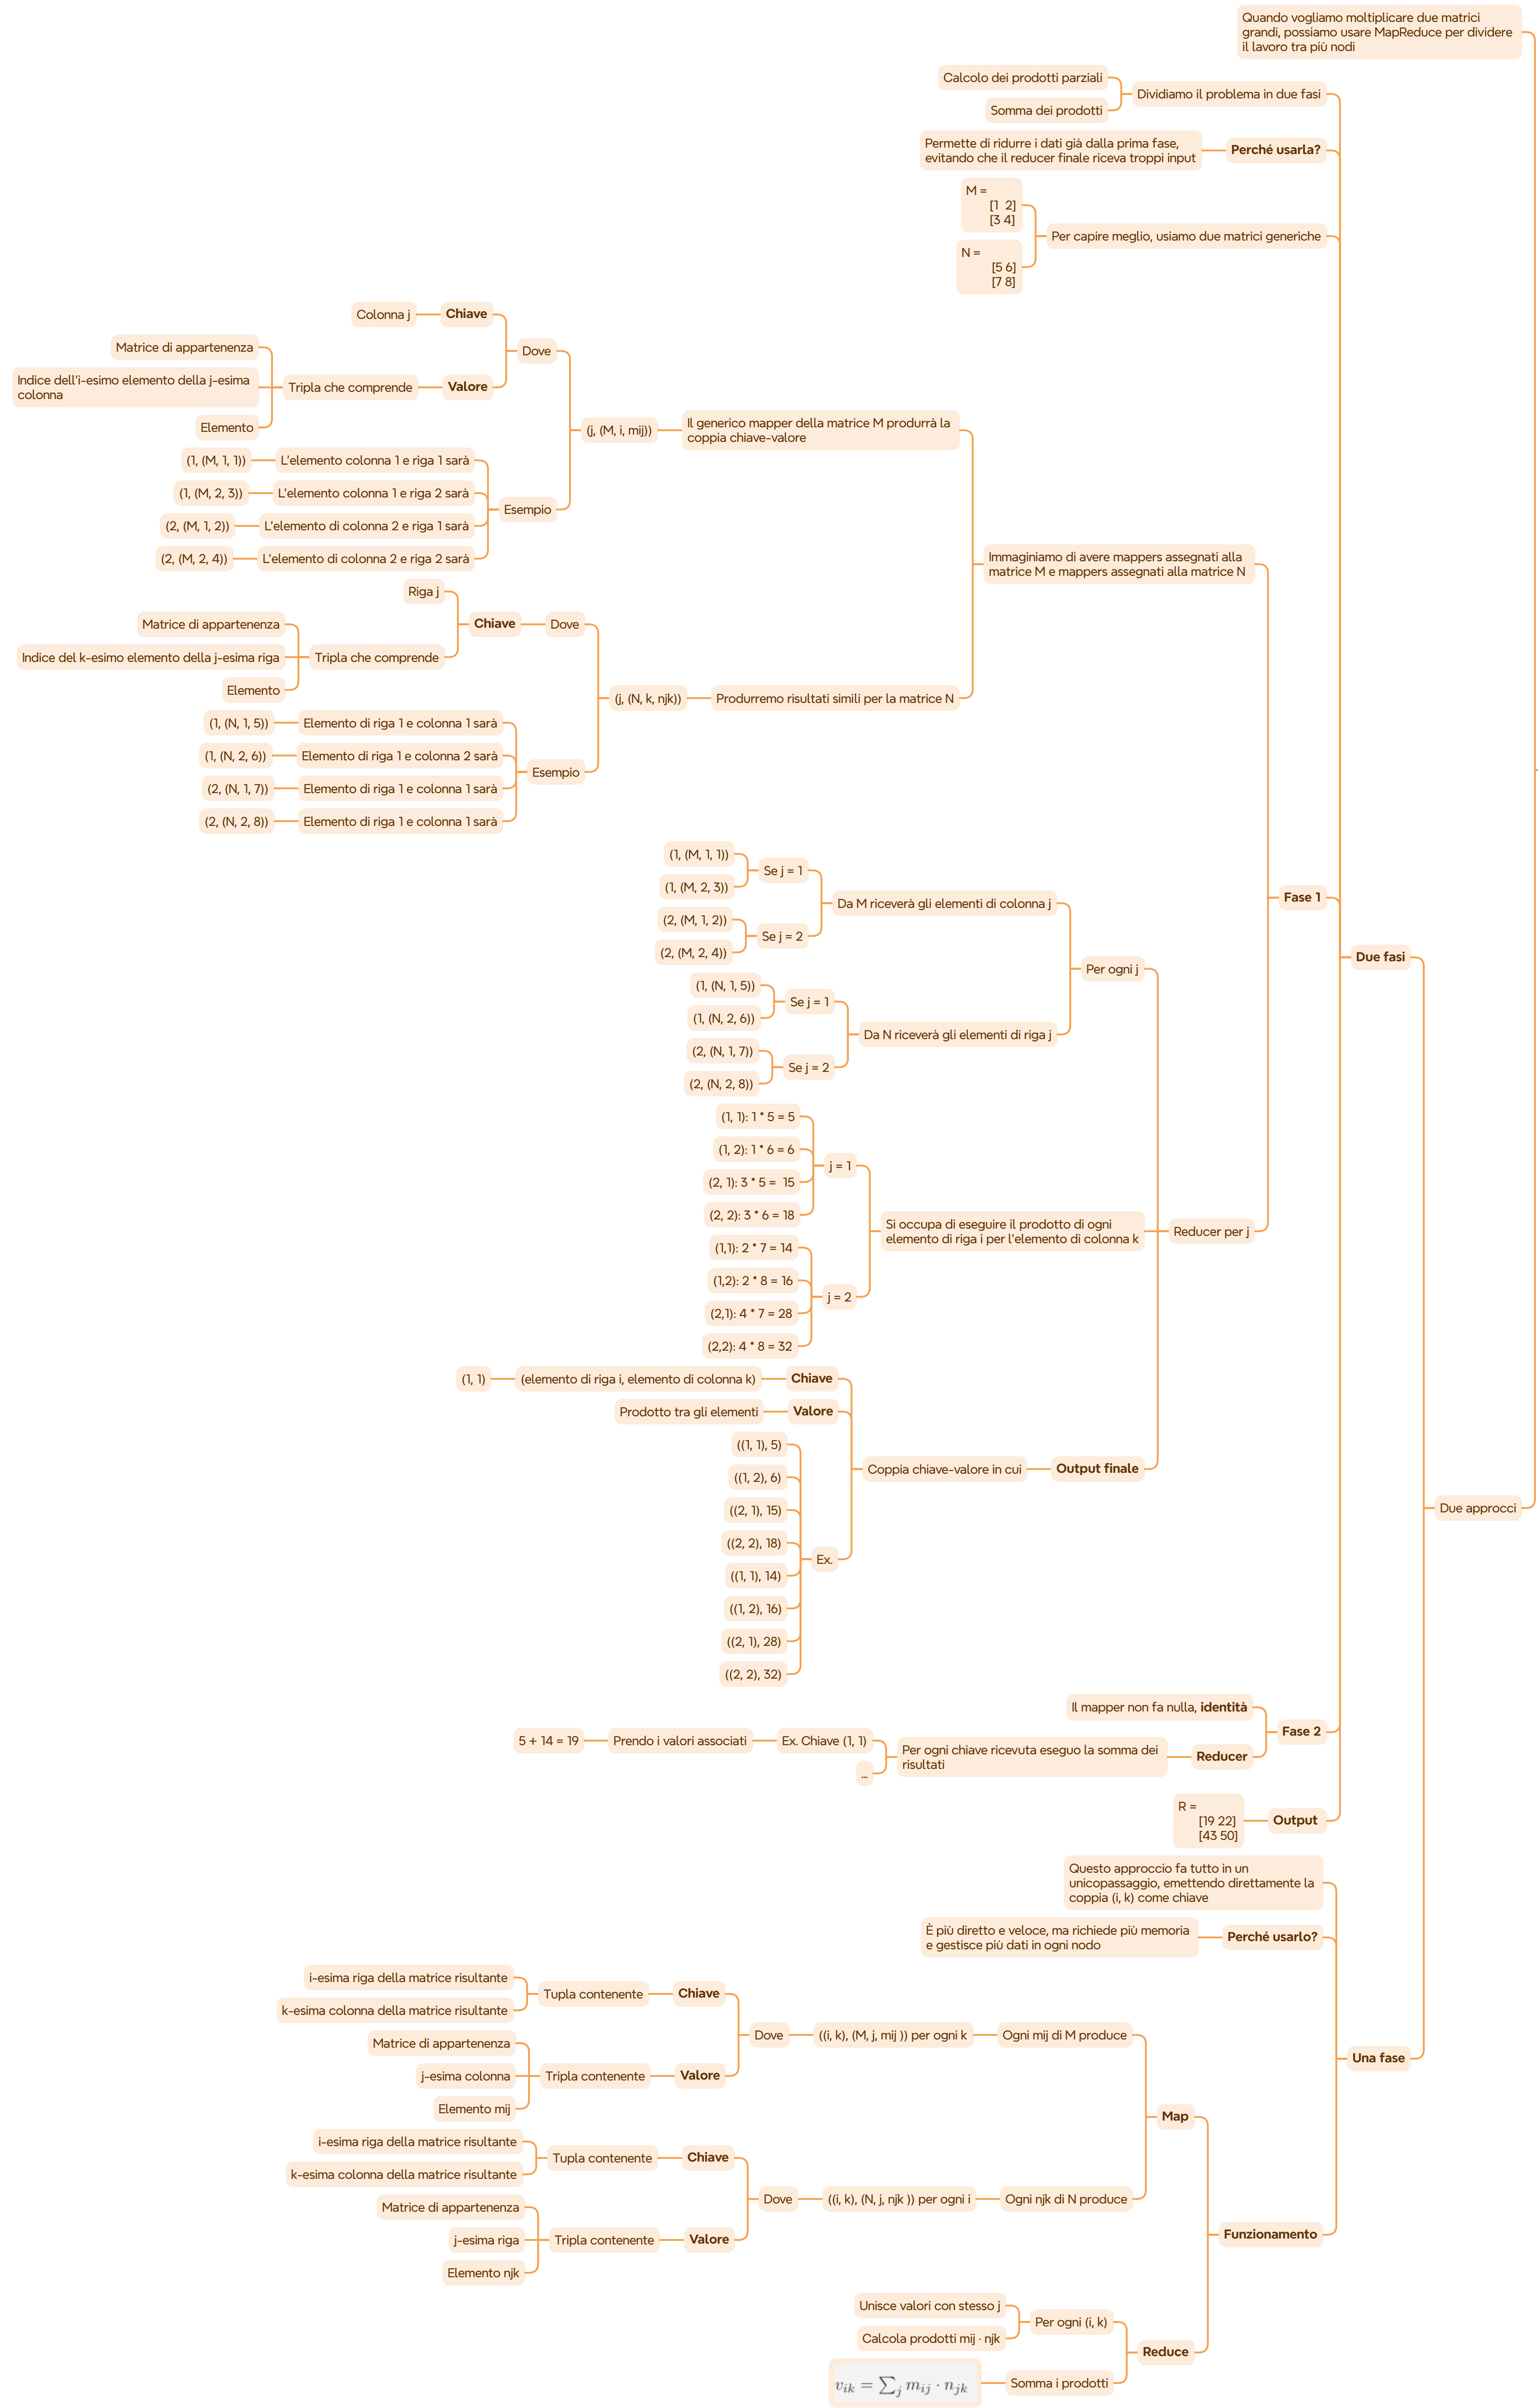 Quando vogliamo moltiplicare due matrici
grandi, possiamo usare MapReduce per dividere
il lavoro tra più nodi
Due approcci
Due fasi
Dividiamo il problema in due fasi
Calcolo dei prodotti parziali
Somma dei prodotti
Perché usarla?
Permette di ridurre i dati già dalla prima fase,
evitando che il reducer finale riceva troppi input
Per capire meglio, usiamo due matrici generiche
M =
[1 2]
[3 4]
N =
[5 6]
[7 8]
Fase 1
Immaginiamo di avere mappers assegnati alla
matrice M e mappers assegnati alla matrice N
Il generico mapper della matrice M produrrà la
coppia chiave-valore
(j, (M, i, mij))
Dove
Chiave
Colonna j
Valore
Tripla che comprende
Matrice di appartenenza
Indice dell'i-esimo elemento della j-esima
colonna
Elemento
Esempio
L'elemento colonna 1 e riga 1 sarà
(1, (M, 1, 1))
L'elemento colonna 1 e riga 2 sarà
(1, (M, 2, 3))
L'elemento di colonna 2 e riga 1 sarà
(2, (M, 1, 2))
L'elemento di colonna 2 e riga 2 sarà
(2, (M, 2, 4))
Produrremo risultati simili per la matrice N
(j, (N, k, njk))
Dove
Chiave
Riga j
Tripla che comprende
Matrice di appartenenza
Indice del k-esimo elemento della j-esima riga
Elemento
Esempio
Elemento di riga 1 e colonna 1 sarà
(1, (N, 1, 5))
Elemento di riga 1 e colonna 2 sarà
(1, (N, 2, 6))
Elemento di riga 1 e colonna 1 sarà
(2, (N, 1, 7))
Elemento di riga 1 e colonna 1 sarà
(2, (N, 2, 8))
Reducer per j
Per ogni j
Da M riceverà gli elementi di colonna j
Se j = 1
(1, (M, 1, 1))
(1, (M, 2, 3))
Se j = 2
(2, (M, 1, 2))
(2, (M, 2, 4))
Da N riceverà gli elementi di riga j
Se j = 1
(1, (N, 1, 5))
(1, (N, 2, 6))
Se j = 2
(2, (N, 1, 7))
(2, (N, 2, 8))
Si occupa di eseguire il prodotto di ogni
elemento di riga i per l'elemento di colonna k
j = 1
(1, 1): 1 * 5 = 5
(1, 2): 1 * 6 = 6
(2, 1): 3 * 5 = 15
(2, 2): 3 * 6 = 18
j = 2
(1,1): 2 * 7 = 14
(1,2): 2 * 8 = 16
(2,1): 4 * 7 = 28
(2,2): 4 * 8 = 32
Output finale
Coppia chiave-valore in cui
Chiave
(elemento di riga i, elemento di colonna k)
(1, 1)
Valore
Prodotto tra gli elementi
Ex.
((1, 1), 5)
((1, 2), 6)
((2, 1), 15)
((2, 2), 18)
((1, 1), 14)
((1, 2), 16)
((2, 1), 28)
((2, 2), 32)
Fase 2
Il mapper non fa nulla, identità
Reducer
Per ogni chiave ricevuta eseguo la somma dei
risultati
Ex. Chiave (1, 1)
Prendo i valori associati
5 + 14 = 19
...
Output
R =
[19 22]
[43 50]
Una fase
Questo approccio fa tutto in un
unicopassaggio, emettendo direttamente la
coppia (i, k) come chiave
Perché usarlo?
È più diretto e veloce, ma richiede più memoria
e gestisce più dati in ogni nodo
Funzionamento
Map
Ogni mij di M produce
((i, k), (M, j, mij )) per ogni k
Dove
Chiave
Tupla contenente
i-esima riga della matrice risultante
k-esima colonna della matrice risultante
Valore
Tripla contenente
Matrice di appartenenza
j-esima colonna
Elemento mij
Ogni njk di N produce
((i, k), (N, j, njk )) per ogni i
Dove
Chiave
Tupla contenente
i-esima riga della matrice risultante
k-esima colonna della matrice risultante
Valore
Tripla contenente
Matrice di appartenenza
j-esima riga
Elemento njk
Reduce
Per ogni (i, k)
Unisce valori con stesso j
Calcola prodotti mij · njk
Somma i prodotti
v_{ik} = ∑_j m_{ij} · n_{jk}